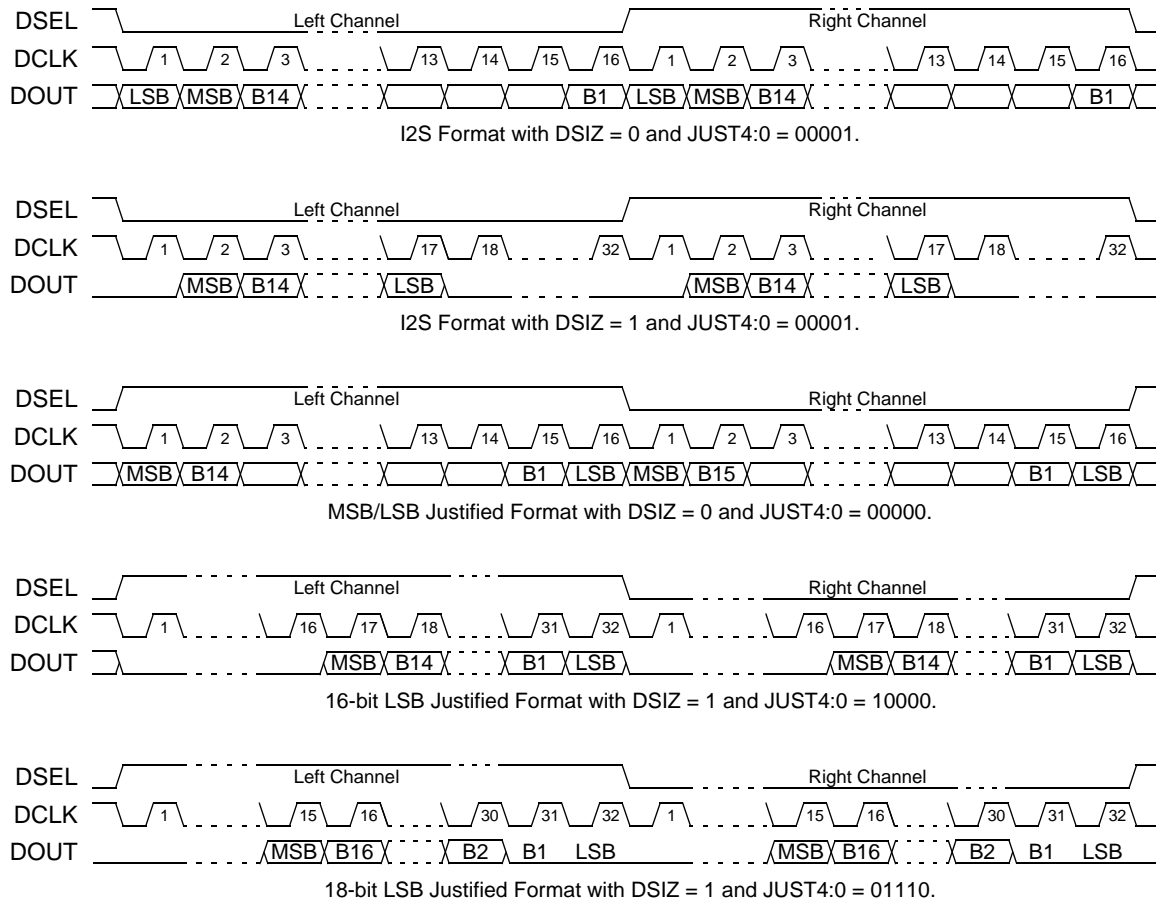 DSEL Left Channel Right Channel
DCLK 1 2 3 13 14 15 16 1 2 3 13 14 15 16
DOUT LSB MSB B14 B1 LSB MSB B14 B1
I2S Format with DSIZ = 0 and JUST4:0 = 00001.
DSEL Left Channel Right Channel
DCLK 1 2 3 17 18 32 1 2 3 17 18 32
DOUT MSB B14 LSB MSB B14 LSB
I2S Format with DSIZ = 1 and JUST4:0 = 00001.
DSEL Left Channel Right Channel
DCLK 1 2 3 13 14 15 16 1 2 3 13 14 15 16
DOUT MSB B14 B1 LSB MSB B15 B1 LSB
MSB/LSB Justified Format with DSIZ = 0 and JUST4:0 = 00000.
DSEL Left Channel Right Channel
DCLK 1 16 17 18 31 32 1 16 17 18 31 32
DOUT MSB B14 B1 LSB MSB B14 B1 LSB
16-bit LSB Justified Format with DSIZ = 1 and JUST4:0 = 10000.
DSEL Left Channel Right Channel
DCLK 1 15 16 30 31 32 1 15 16 30 31 32
DOUT MSB B16 B2 B1 LSB MSB B16 B2 B1 LSB
18-bit LSB Justified Format with DSIZ = 1 and JUST4:0 = 01110.